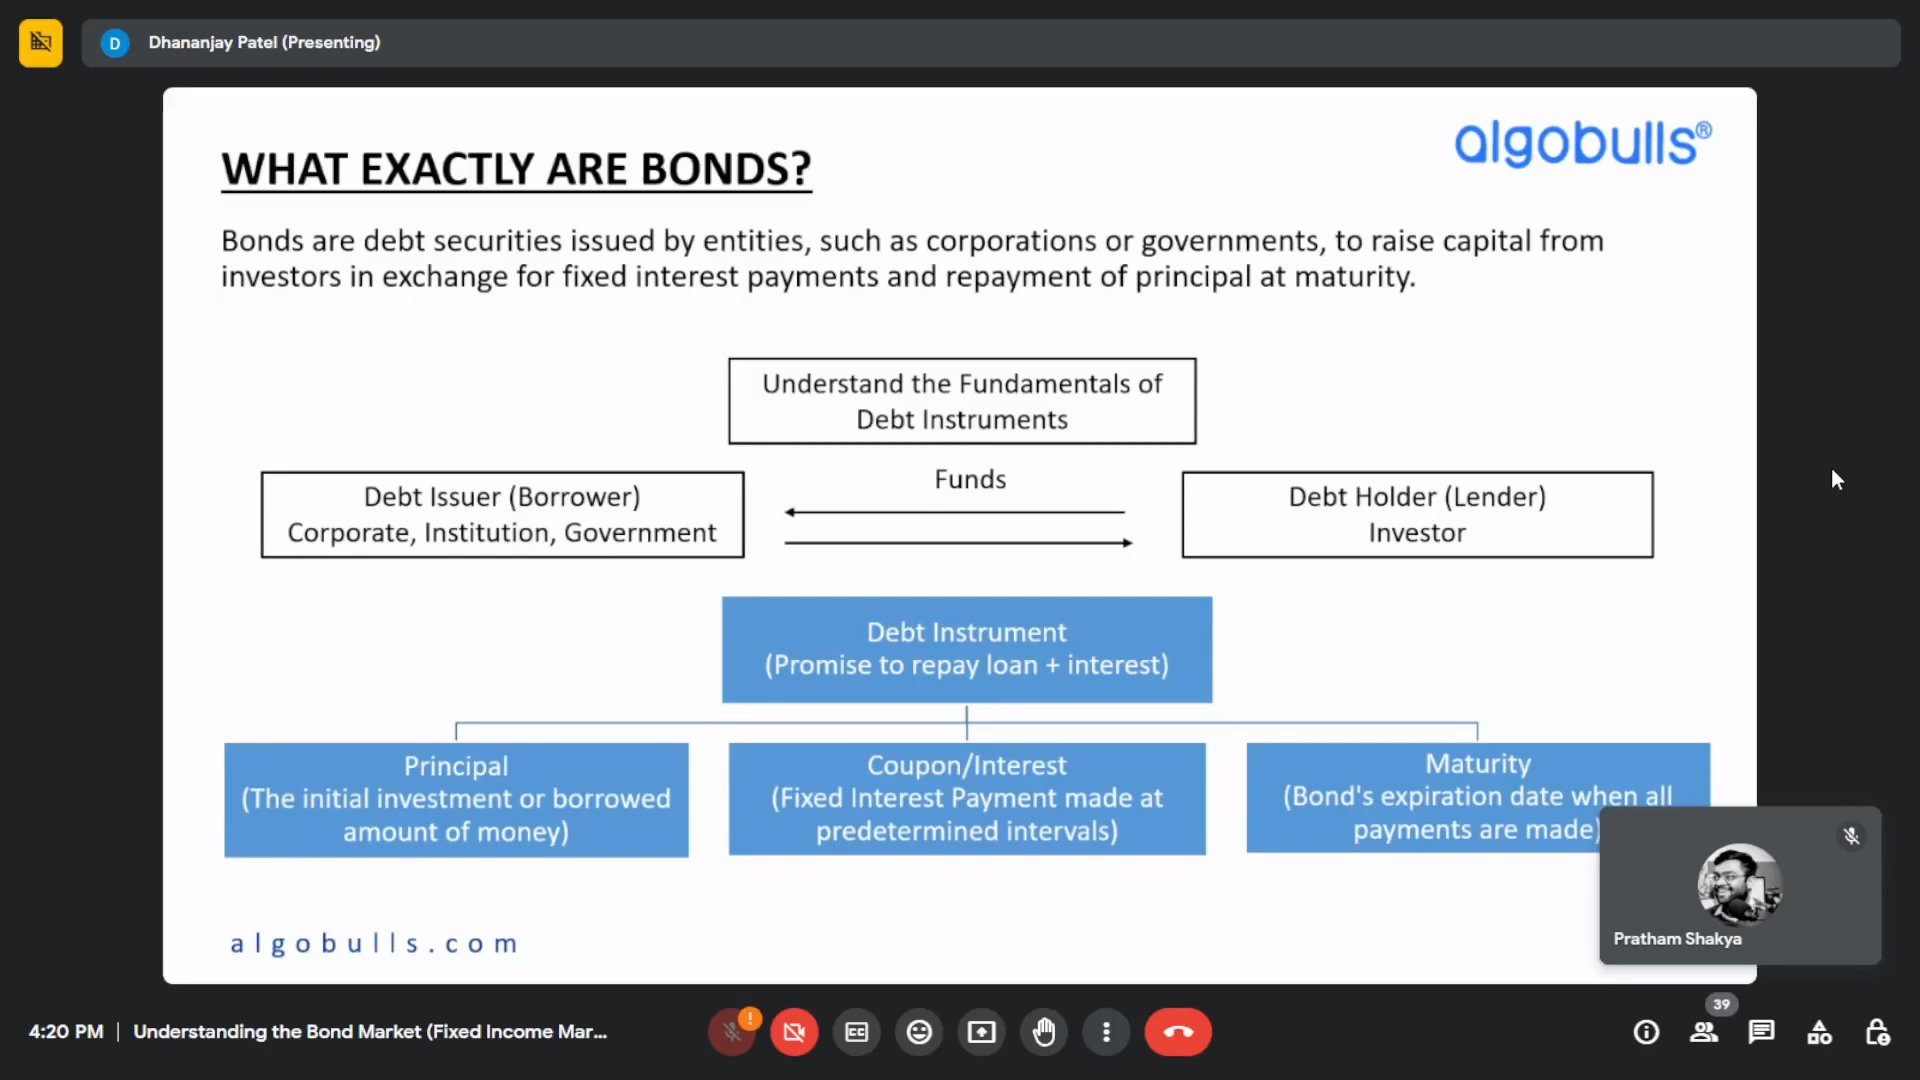 D Dhananjay Patel (Presenting)
algobulls®
WHAT EXACTLY ARE BONDS?
Bonds are debt securities issued by entities, such as corporations or governments, to raise capital from
investors in exchange for fixed interest payments and repayment of principal at maturity.
Understand the Fundamentals of
Debt Instruments
Funds
Debt Issuer (Borrower)
Corporate, Institution, Government
Debt Holder (Lender)
Investor
Debt Instrument
(Promise to repay loan + interest)
Principal
(The initial investment or borrowed
amount of money)
Coupon/Interest
(Fixed Interest Payment made at
predetermined intervals)
Maturity
(Bond's expiration date when all
payments are made)
Pratham Shakya
algobulls.com
39
4:20 PM | Understanding the Bond Market (Fixed Income Mar...
!
CC